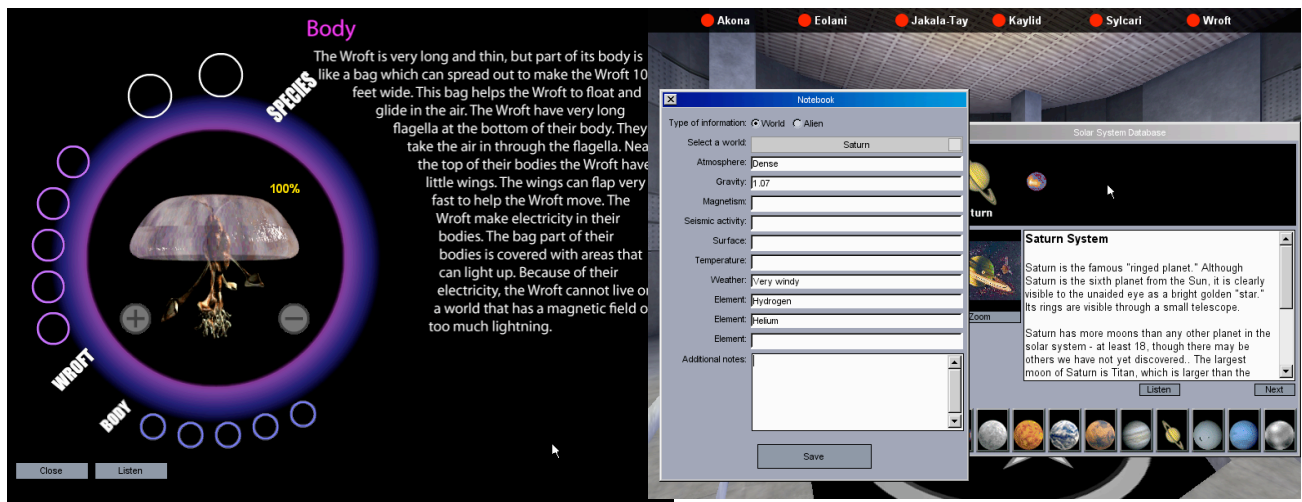 Body
The Wroft is very long and thin, but part of its body is
like a bag which can spread out to make the Wroft 10
feet wide. This bag helps the Wroft to float and
glide in the air. The Wroft have very long
flagella at the bottom of their body. They
take the air in through the flagella. Nea
the top of their bodies the Wroft have
little wings. The wings can flap very
fast to help the Wroft move. The
Wroft make electricity in their
bodies. The bag part of their
bodies is covered with areas that
can light up. Because of their
electricity, the Wroft cannot live or
a world that has a magnetic field o
too much lightning.
SPECIES
100%
WROFT
BODY
Close
Listen
Akona
Eolani
Jakala-Tay
Kaylid
Sylcari
Wroft
Notebook
Type of information:
World
Alien
Select a world:
Saturn
Atmosphere:
Dense
Gravity:
1.07
Magnetism:
Seismic activity:
Surface:
Temperature:
Weather:
Very windy
Element:
Hydrogen
Element:
Helium
Element:
Additional notes:
Save
Solar System Database
turn
Zoom
Saturn System
Saturn is the famous "ringed planet." Although
Saturn is the sixth planet from the Sun, it is clearly
visible to the unaided eye as a bright golden "star."
Its rings are visible through a small telescope.
Saturn has more moons than any other planet in the
solar system - at least 18, though there may be
others we have not yet discovered.. The largest
moon of Saturn is Titan, which is larger than the
Listen
Next